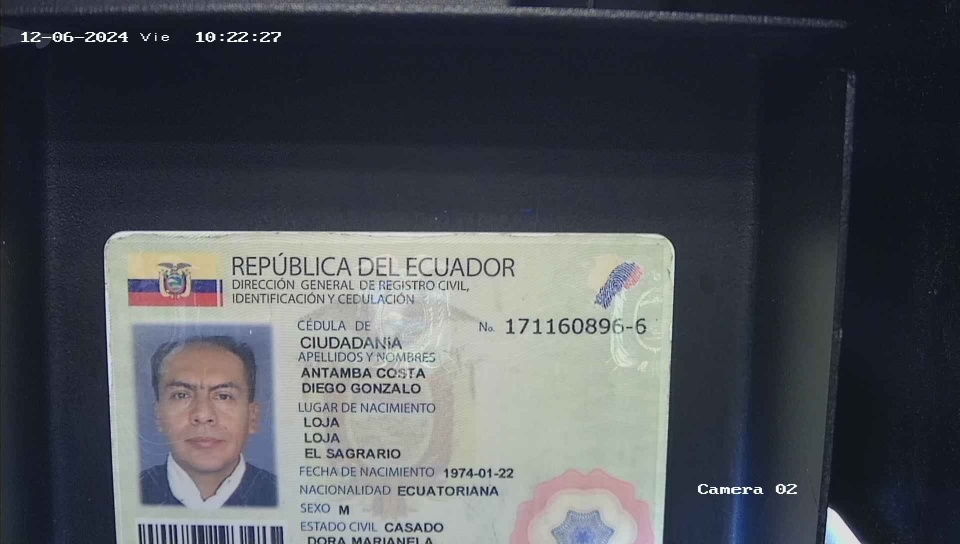 12-06-2024 Vie 10:22:27
REPÚBLICA DEL ECUADOR
DIRECCIÓN GENERAL DE REGISTRO CIVIL,
IDENTIFICACIÓN Y CEDULACIÓN
CÉDULA DE No. 171160896-6
CIUDADANÍA
APELLIDOS Y NOMBRES
ANTAMBA COSTA
DIEGO GONZALO
LUGAR DE NACIMIENTO
LOJA
LOJA
EL SAGRARIO
FECHA DE NACIMIENTO 1974-01-22
NACIONALIDAD ECUATORIANA
SEXO M
ESTADO CIVIL CASADO
DORA MARIANELA
Camera 02